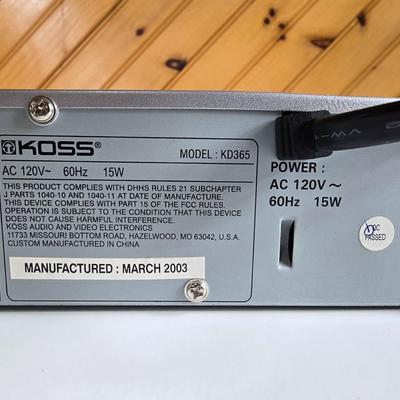 KOSS®
MODEL : KD365
AC 120V~ 60Hz 15W
THIS PRODUCT COMPLIES WITH DHHS RULES 21 SUBCHAPTER
J PARTS 1040-10 AND 1040-11 AT DATE OF MANUFACTURE.
THIS DEVICE COMPLIES WITH PART 15 OF THE FCC RULES.
OPERATION IS SUBJECT TO THE CONDITION THAT THIS DEVICE
DOES NOT CAUSE HARMFUL INTERFERENCE.
KOSS AUDIO AND VIDEO ELECTRONICS
11733 MISSOURI BOTTOM ROAD, HAZELWOOD, MO 63042, U.S.A.
CUSTOM MANUFACTURED IN CHINA
MANUFACTURED : MARCH 2003
POWER :
AC 120V~
60Hz 15W
PASSED